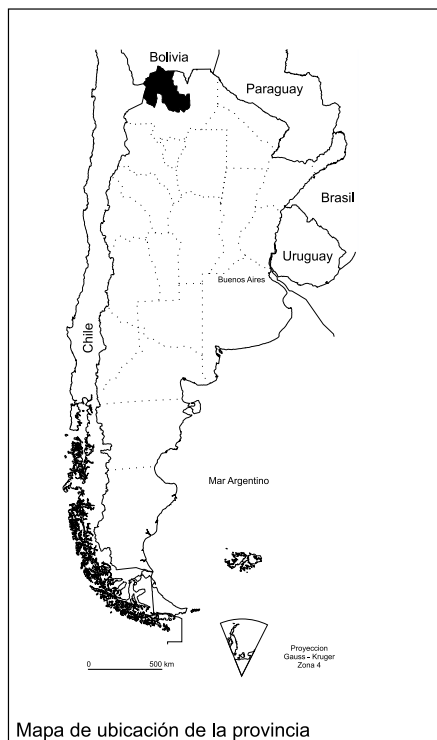 Bolivia
Paraguay
Brasil
Uruguay
Buenos Aires
Chile
Mar Argentino
0 500 km
Proyeccion
Gauss - Kruger
Zona 4
Mapa de ubicación de la provincia